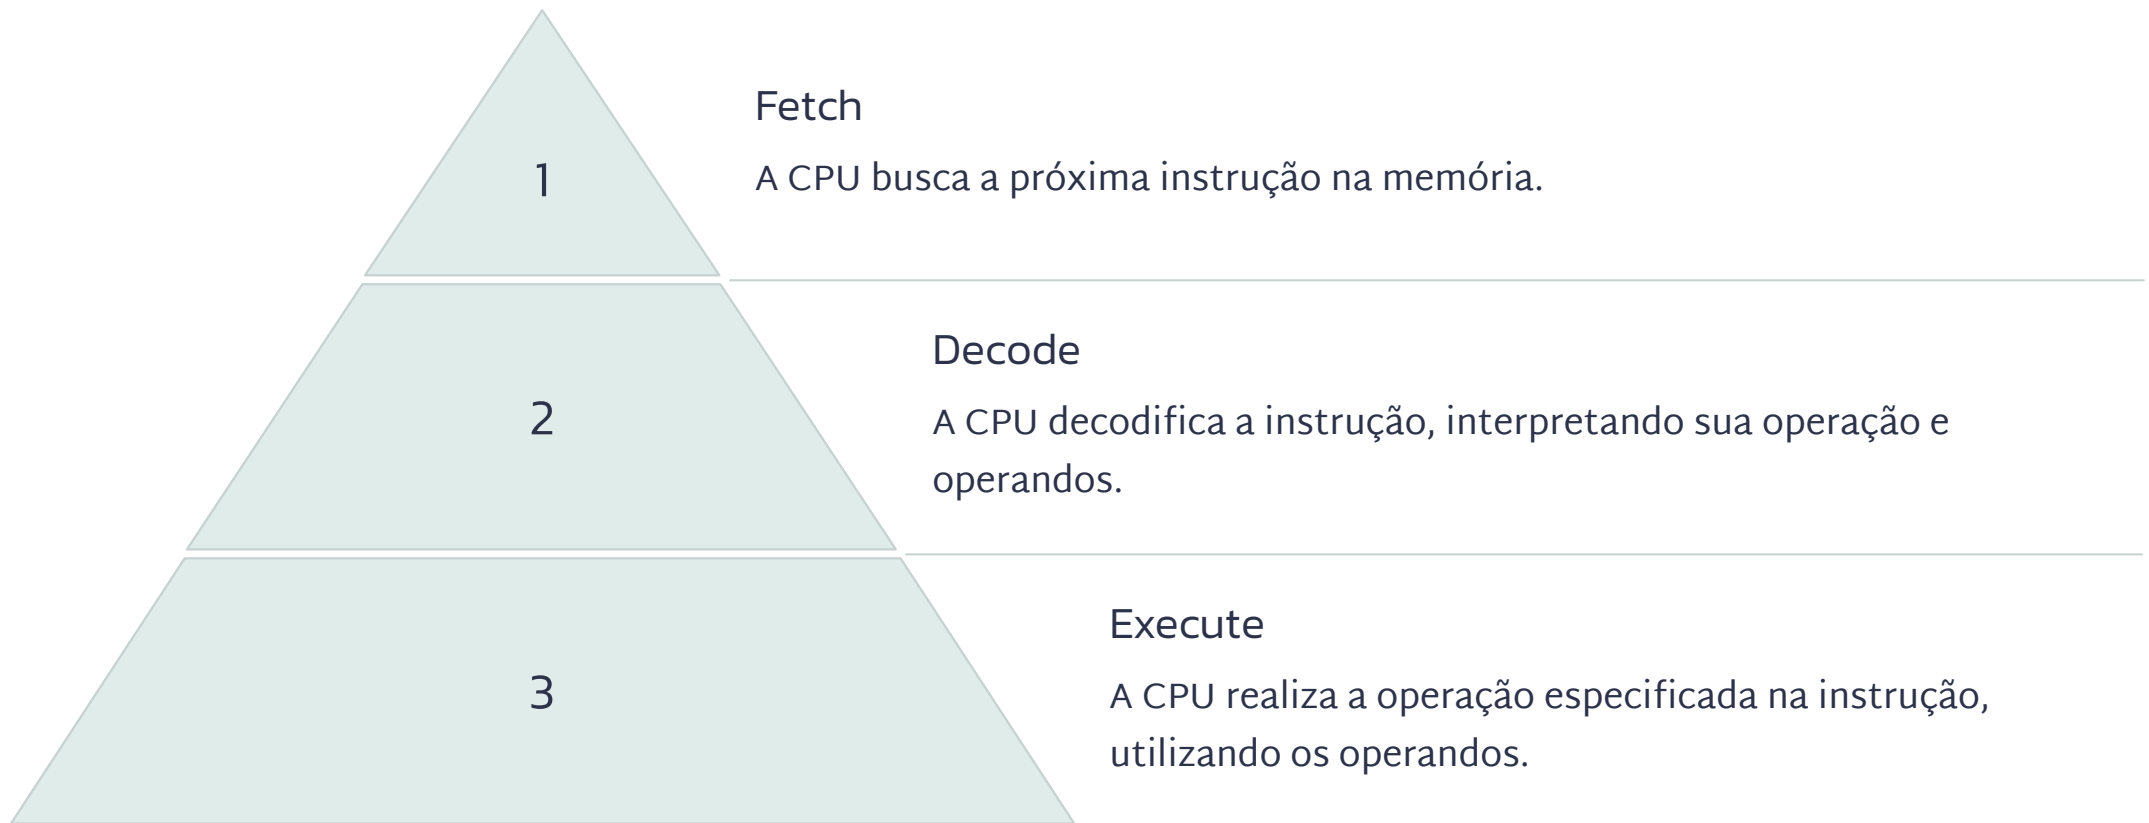 1
Fetch
A CPU busca a próxima instrução na memória.
2
Decode
A CPU decodifica a instrução, interpretando sua operação e
operandos.
3
Execute
A CPU realiza a operação especificada na instrução,
utilizando os operandos.